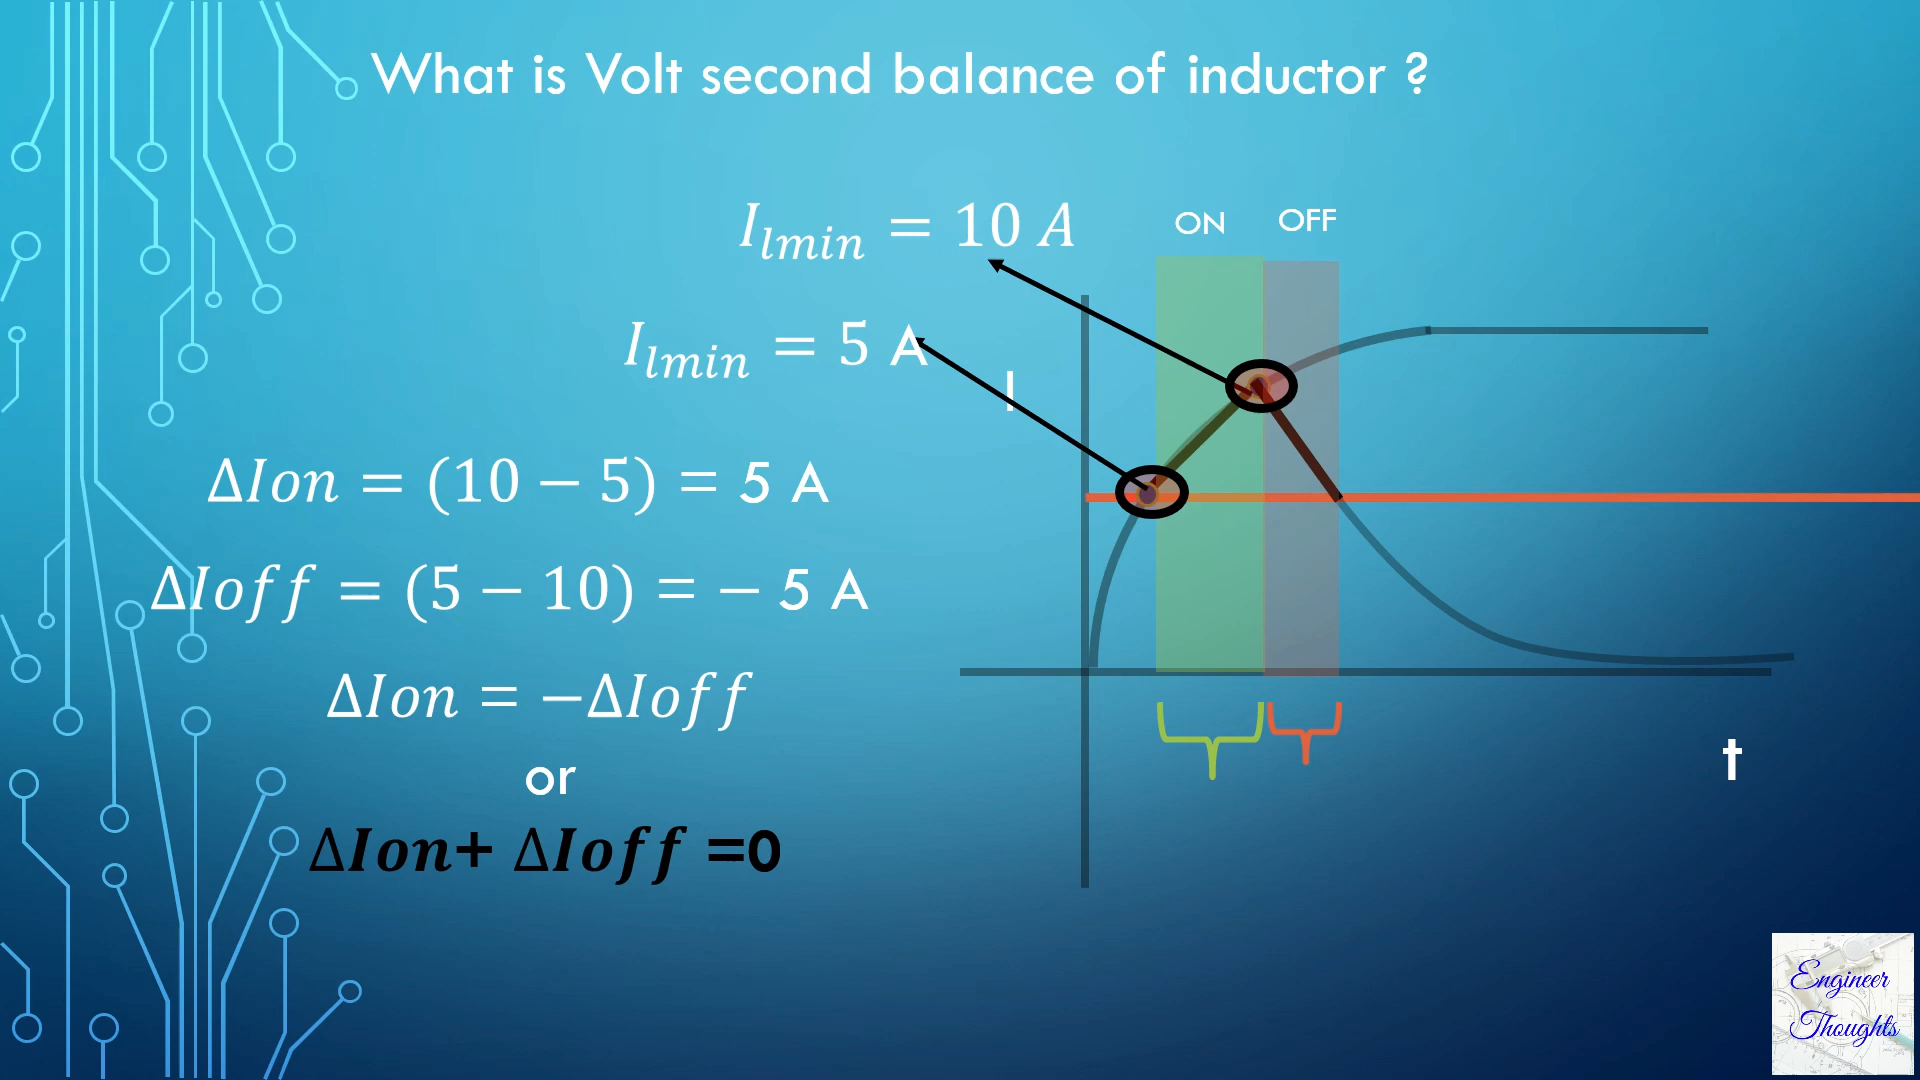 What is Volt second balance of inductor ?
I_lmin = 10 A
ON
OFF
I_lmin = 5 A
I
ΔIon = (10 − 5) = 5 A
ΔIoff = (5 − 10) = − 5 A
ΔIon = −ΔIoff
or
t
ΔIon+ ΔIoff =0
Engineer
Thoughts